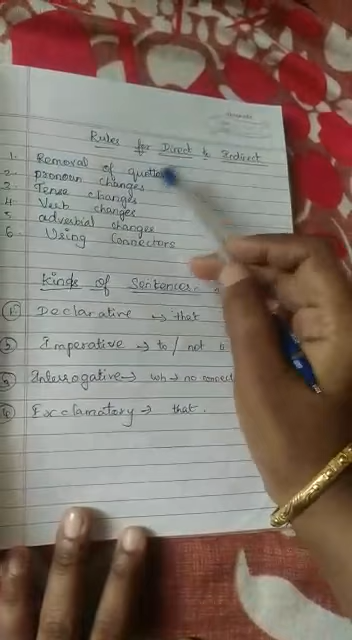 Rules for Direct & Indirect
1. Removal of quotation
2. pronoun changes
3. Tense changes
4. Verb changes
5 adverbial changes
6. Using Connectors
Kinds of Sentences.
① Declarative → that
② Imperative → to / not
③ Interrogative → wh → no connect
④ Exclamatory → that.